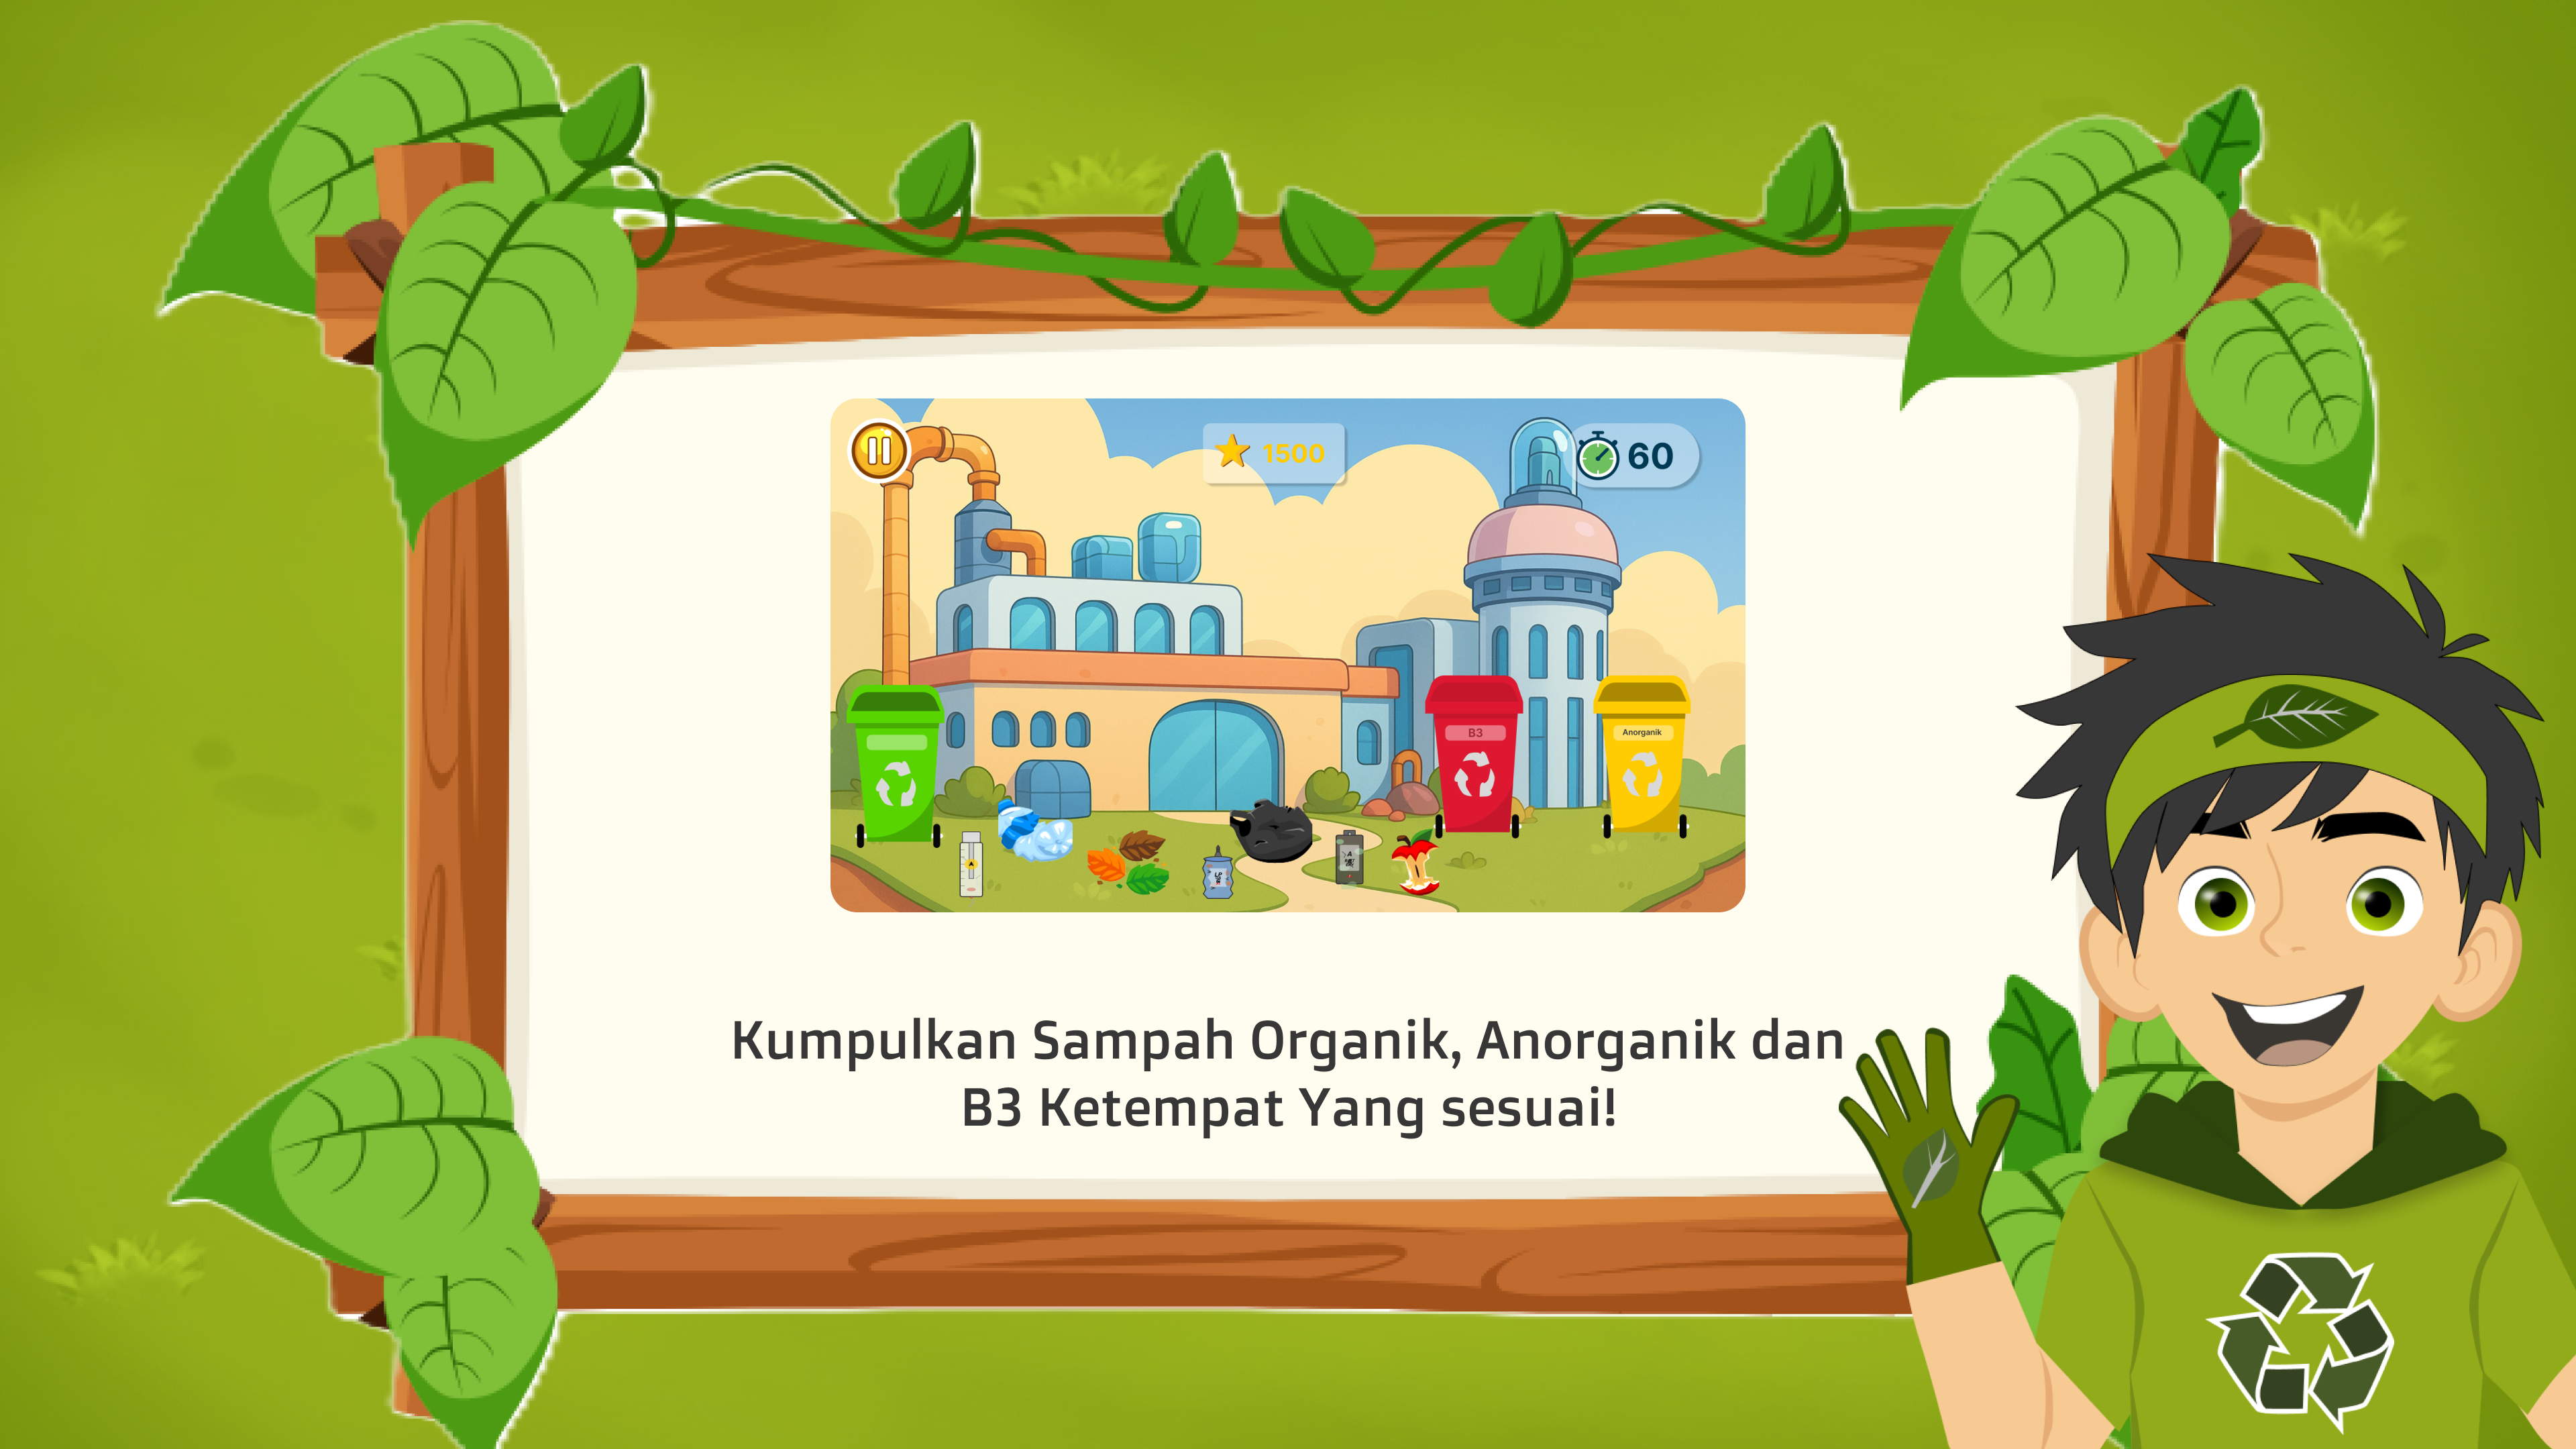 1500
60
B3
Anorganik
Kumpulkan Sampah Organik, Anorganik dan
B3 Ketempat Yang sesuai!